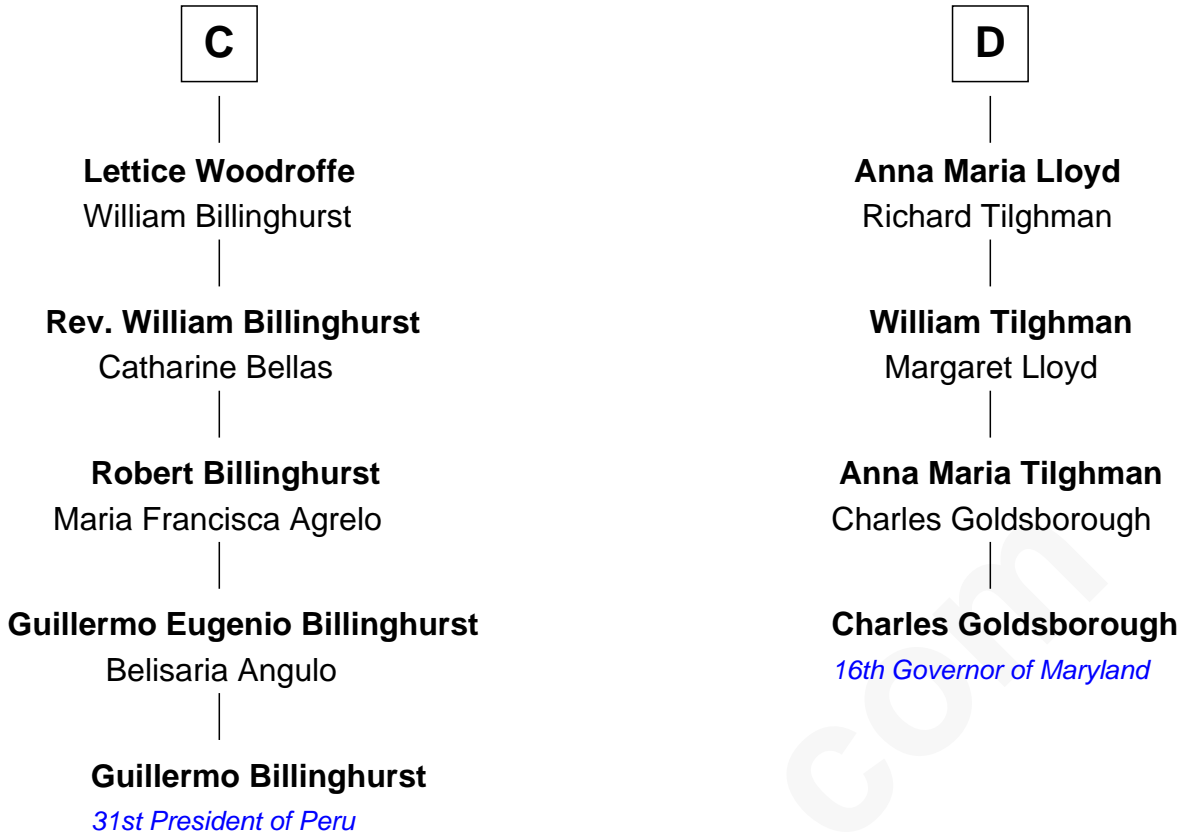 C
Lettice Woodroffe
William Billinghurst
Rev. William Billinghurst
Catharine Bellas
Robert Billinghurst
Maria Francisca Agrelo
Guillermo Eugenio Billinghurst
Belisaria Angulo
Guillermo Billinghurst
31st President of Peru
D
Anna Maria Lloyd
Richard Tilghman
William Tilghman
Margaret Lloyd
Anna Maria Tilghman
Charles Goldsborough
Charles Goldsborough
16th Governor of Maryland
com